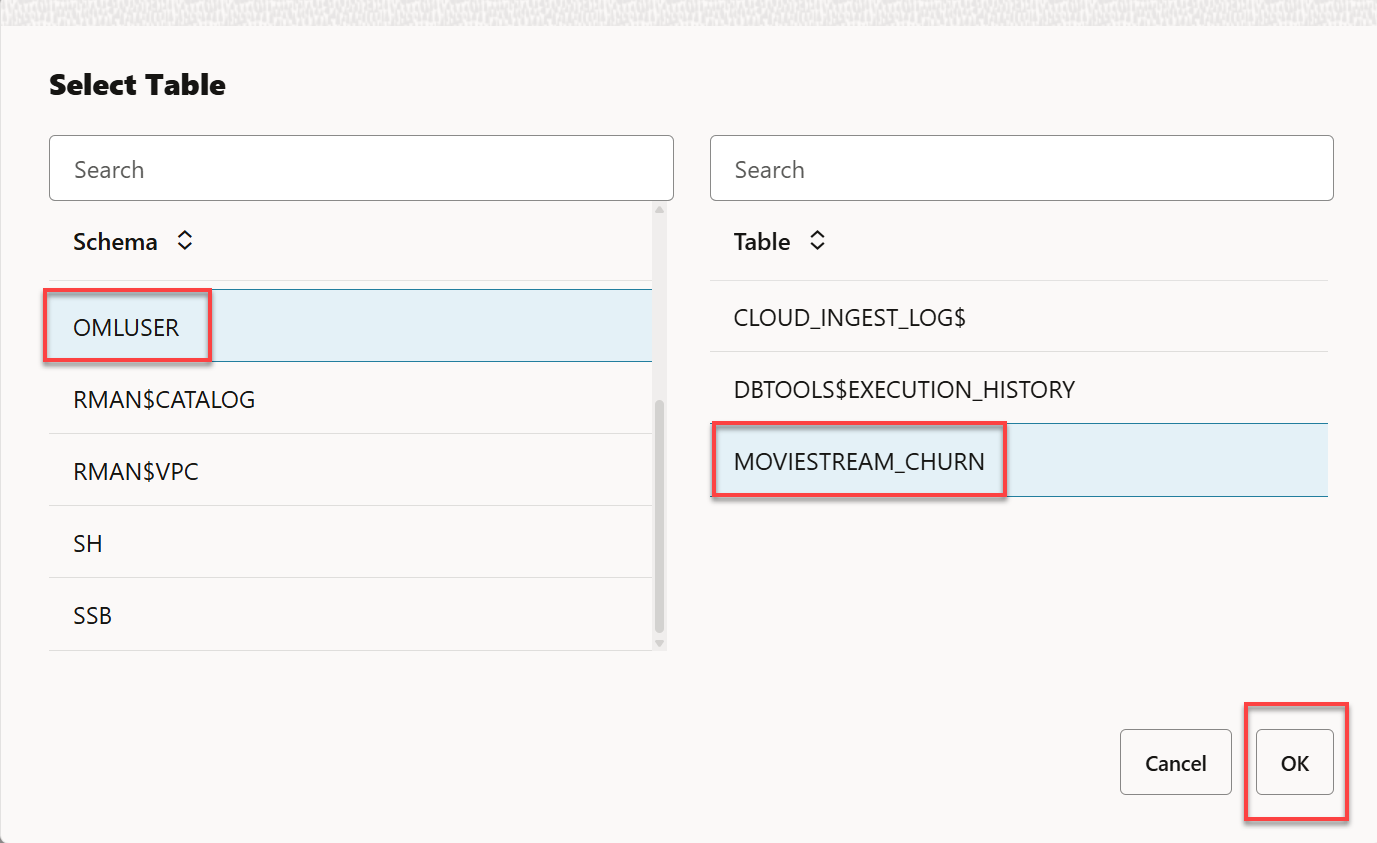 Select Table
Search
Schema
OMLUSER
RMAN$CATALOG
RMAN$VPC
SH
SSB
Search
Table
CLOUD_INGEST_LOG$
DBTOOLS$EXECUTION_HISTORY
MOVIESTREAM_CHURN
Cancel
OK